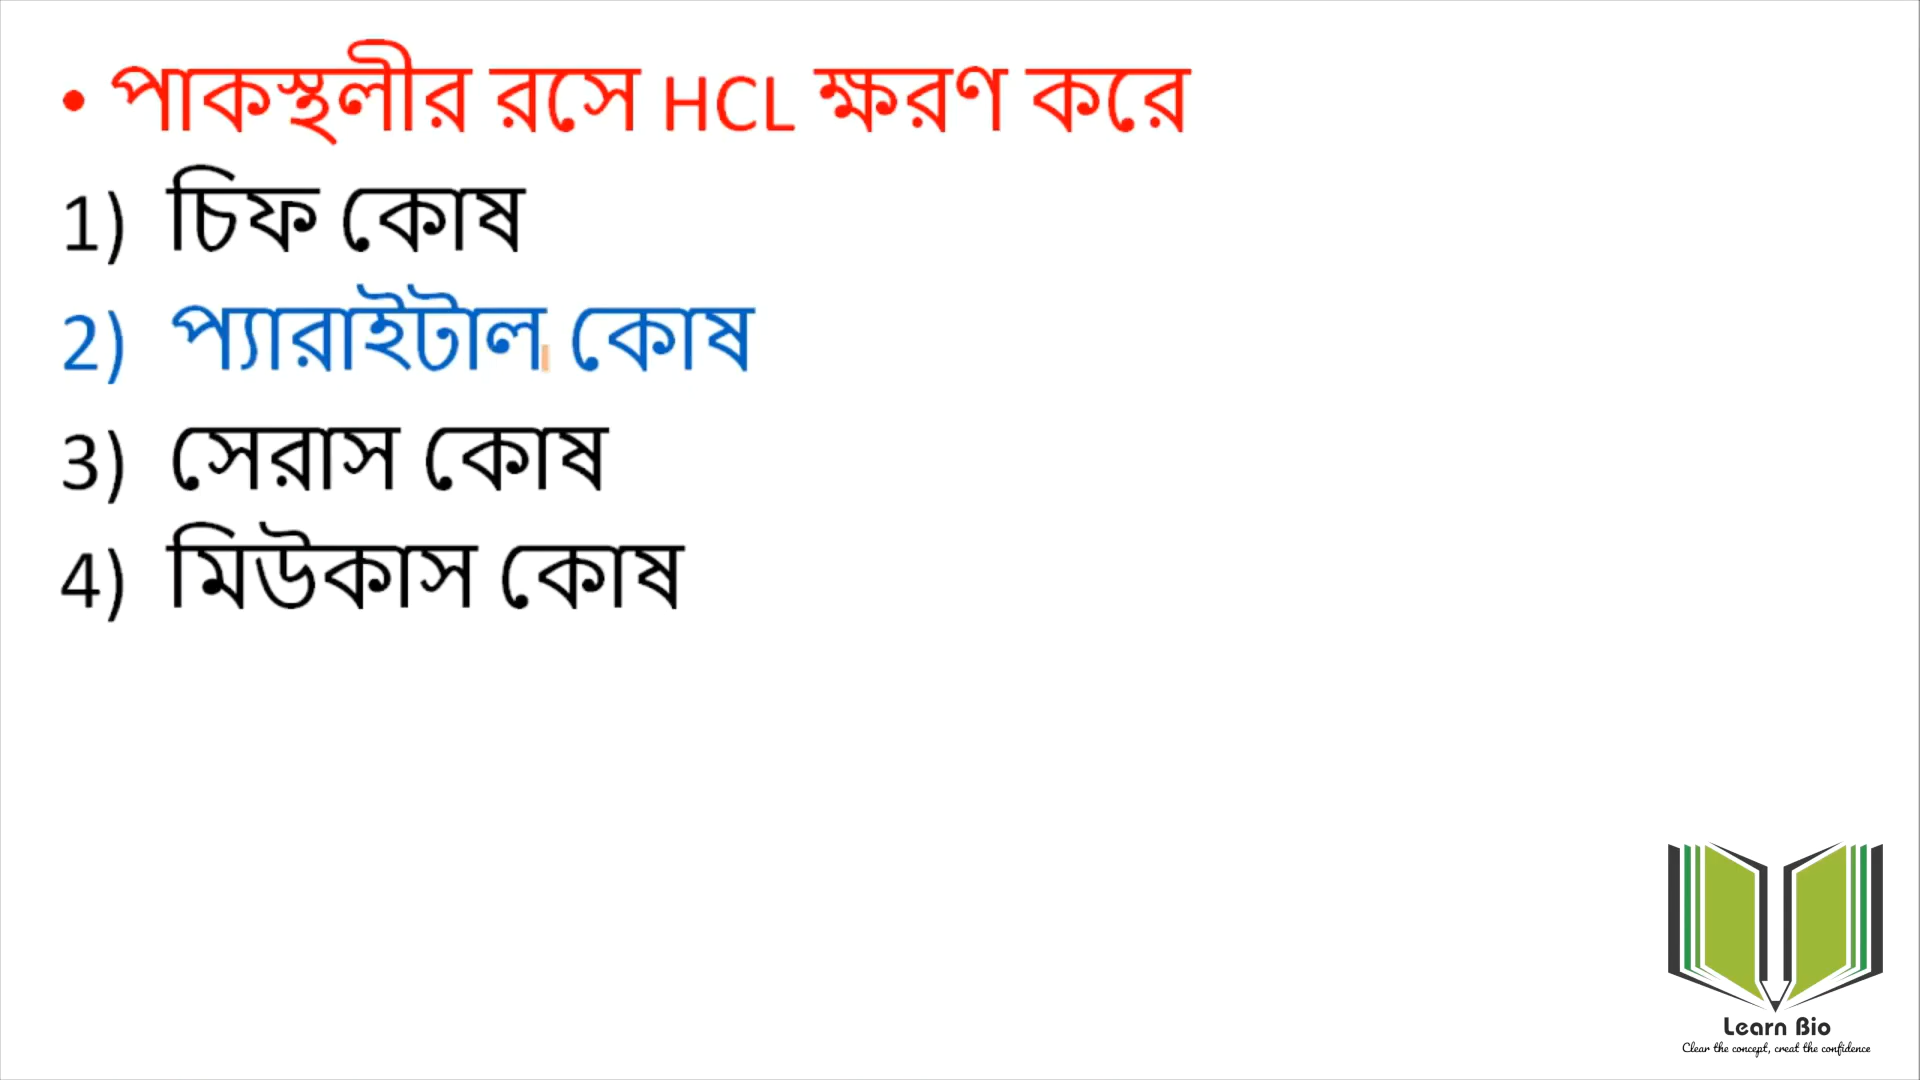 • পাকস্থলীর রসে HCL ক্ষরণ করে
1) চিফ কোষ
2) প্যারাইটাল কোষ
3) সেরাস কোষ
4) মিউকাস কোষ
Learn Bio
Clear the concept, creat the confidence